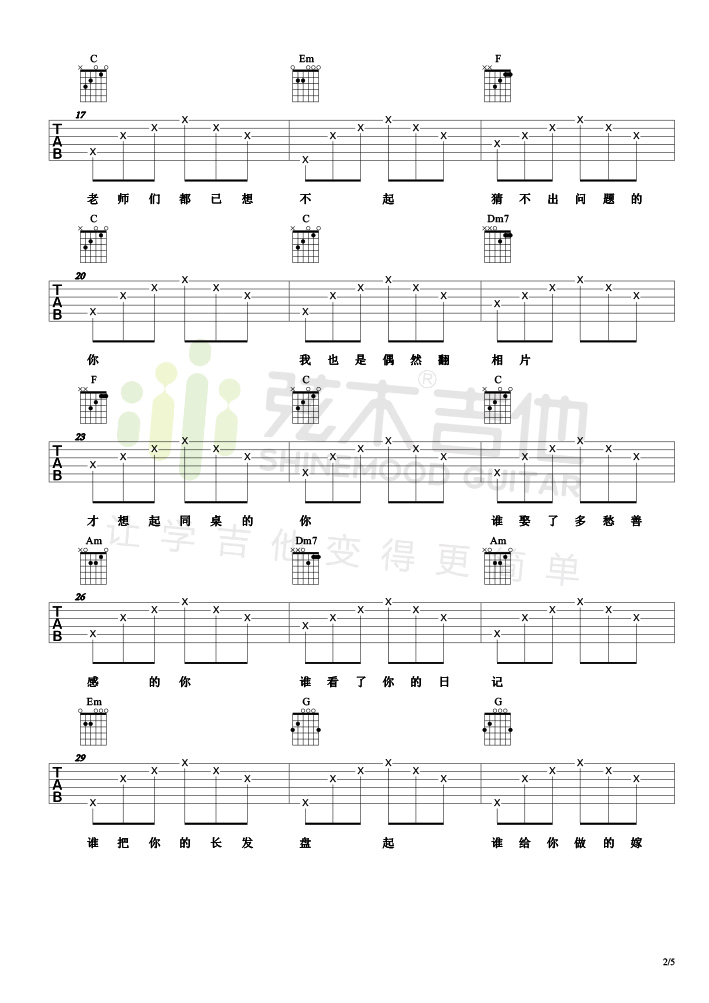 C Em F
17
老师们都已想不起猜不出问题的
C C Dm7
20
你我也是偶然翻相片
F C C
23
才想起同桌的你谁娶了多愁善
Am Dm7 Am
26
感的你谁看了你的日记
Em G G
29
谁把你的长发盘起谁给你做的嫁
弦木吉他®
SHINEMOOD GUITAR
让学吉他变得更简单
2/5